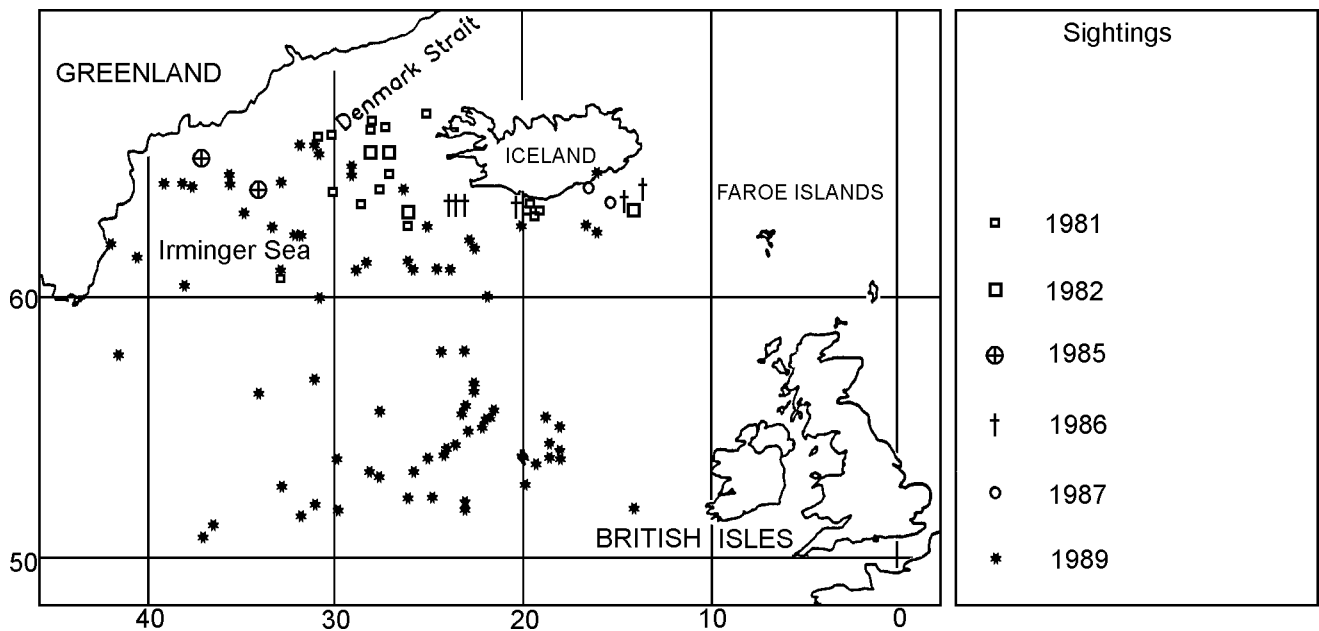 Sightings
GREENLAND
Denmark Strait
ICELAND
FAROE ISLANDS
1981
Irminger Sea
1982
60
1985
1986
1987
BRITISH ISLES
1989
50
40 30 20 10 0